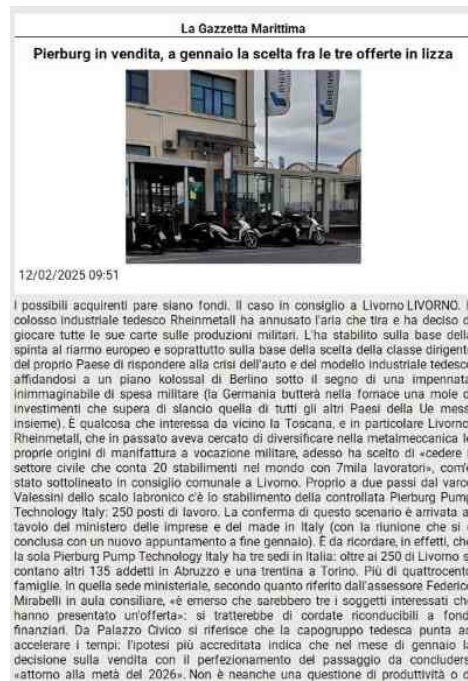 La Gazzetta Marittima
Pierburg in vendita, a gennaio la scelta fra le tre offerte in lizza
12/02/2025 09:51
I possibili acquirenti pare siano fondi. Il caso in consiglio a Livorno LIVORNO. I
colosso industriale tedesco Rheinmetall ha annusato l'aria che tira e ha deciso d
giocare tutte le sue carte sulle produzioni militari. L'ha stabilito sulla base della
spinta al riarmo europeo e soprattutto sulla base della scelta della classe dirigent
del proprio Paese di rispondere alla crisi dell'auto e del modello industriale tedesco
affidandosi a un piano kolossal di Berlino sotto il segno di una impennata
inimmaginabile di spesa militare (la Germania butterà nella fornace una mole d
investimenti che supera di slancio quella di tutti gli altri Paesi della Ue mess
insieme). È qualcosa che interessa da vicino la Toscana, e in particolare Livorno
Rheinmetall, che in passato aveva cercato di diversificare nella metalmeccanica le
proprie origini di manifattura a vocazione militare, adesso ha scelto di «cedere i
settore civile che conta 20 stabilimenti nel mondo con 7mila lavoratori», com'è
stato sottolineato in consiglio comunale a Livorno. Proprio a due passi dal varco
Valessini dello scalo labronico c'è lo stabilimento della controllata Pierburg Pump
Technology Italy: 250 posti di lavoro. La conferma di questo scenario è arrivata a
tavolo del ministero delle imprese e del made in Italy (con la riunione che si è
conclusa con un nuovo appuntamento a fine gennaio). È da ricordare, in effetti, che
la sola Pierburg Pump Technology Italy ha tre sedi in Italia: oltre ai 250 di Livorno s
contano altri 135 addetti in Abruzzo e una trentina a Torino. Più di quattrocento
famiglie. In quella sede ministeriale, secondo quanto riferito dall'assessore Federico
Mirabelli in aula consiliare, «è emerso che sarebbero tre i soggetti interessati che
hanno presentato un'offerta»: si tratterebbe di cordate riconducibili a fond
finanziari. Da Palazzo Civico si riferisce che la capogruppo tedesca punta ad
accelerare i tempi: l'ipotesi più accreditata indica che nel mese di gennaio la
decisione sulla vendita con il perfezionamento del passaggio da concluders
«attorno alla metà del 2026». Non è neanche una questione di produttività o d